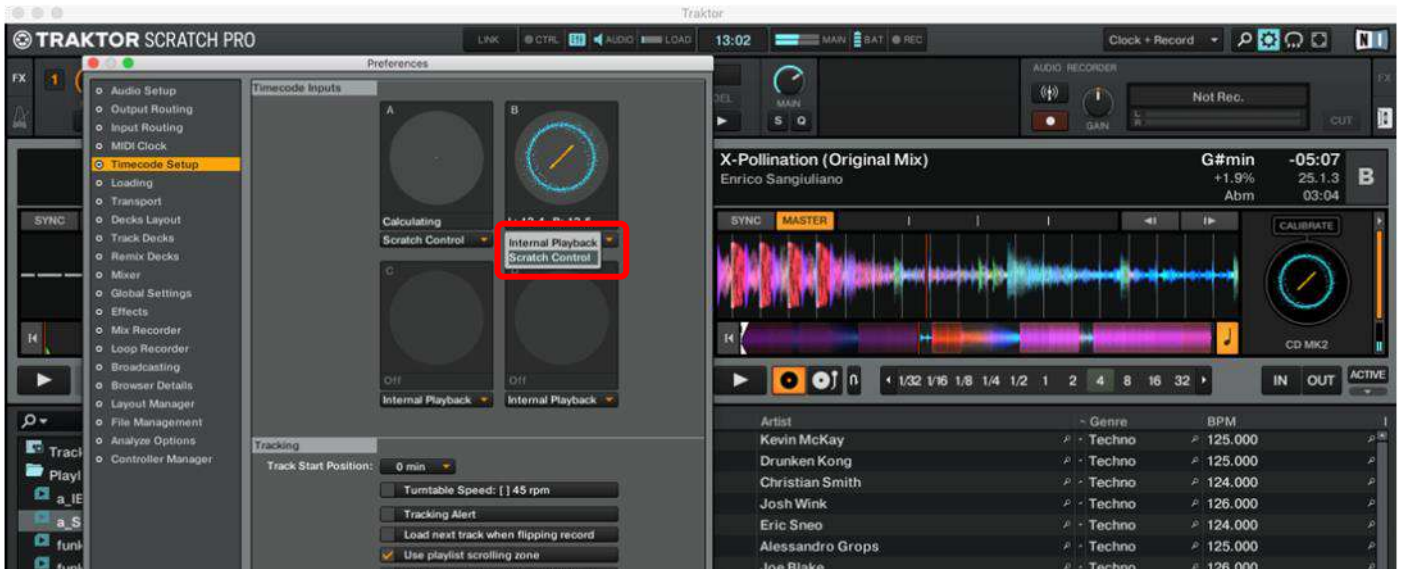 Traktor
TRAKTOR SCRATCH PRO
LINK CTRL AUDIO LOAD 13:02 MAIN BAT REC
Clock + Record
NI
FX 1
Preferences
Audio Setup
Output Routing
Input Routing
MIDI Clock
Timecode Setup
Loading
Transport
Decks Layout
Track Decks
Remix Decks
Mixer
Global Settings
Effects
Mix Recorder
Loop Recorder
Broadcasting
Browser Details
Layout Manager
File Management
Analyze Options
Controller Manager
Timecode Inputs
A
B
Calculating
Scratch Control
Internal Playback
Scratch Control
C
Off
Off
Internal Playback
Internal Playback
Tracking
Track Start Position: 0 min
Turntable Speed: [ ] 45 rpm
Tracking Alert
Load next track when flipping record
Use playlist scrolling zone
MAIN
S Q
AUDIO RECORDER
GAIN
Not Rec.
L
R
CUT
FX
X-Pollination (Original Mix)
G#min -05:07
Enrico Sangiuliano
+1.9% 25.1.3
B
Abm 03:04
SYNC
SYNC MASTER
CALIBRATE
CD MK2
1/32 1/16 1/8 1/4 1/2 1 2 4 8 16 32
IN OUT ACTIVE
Artist Genre BPM
Kevin McKay Techno 125.000
Drunken Kong Techno 125.000
Christian Smith Techno 124.000
Josh Wink Techno 126.000
Eric Sneo Techno 124.000
Alessandro Grops Techno 125.000
Joe Blake Techno 126.000